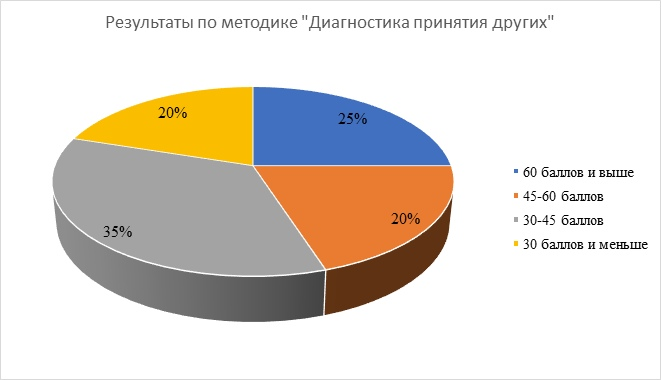 Результаты по методике "Диагностика принятия других"
20%
25%
35%
20%
60 баллов и выше
45-60 баллов
30-45 баллов
30 баллов и меньше